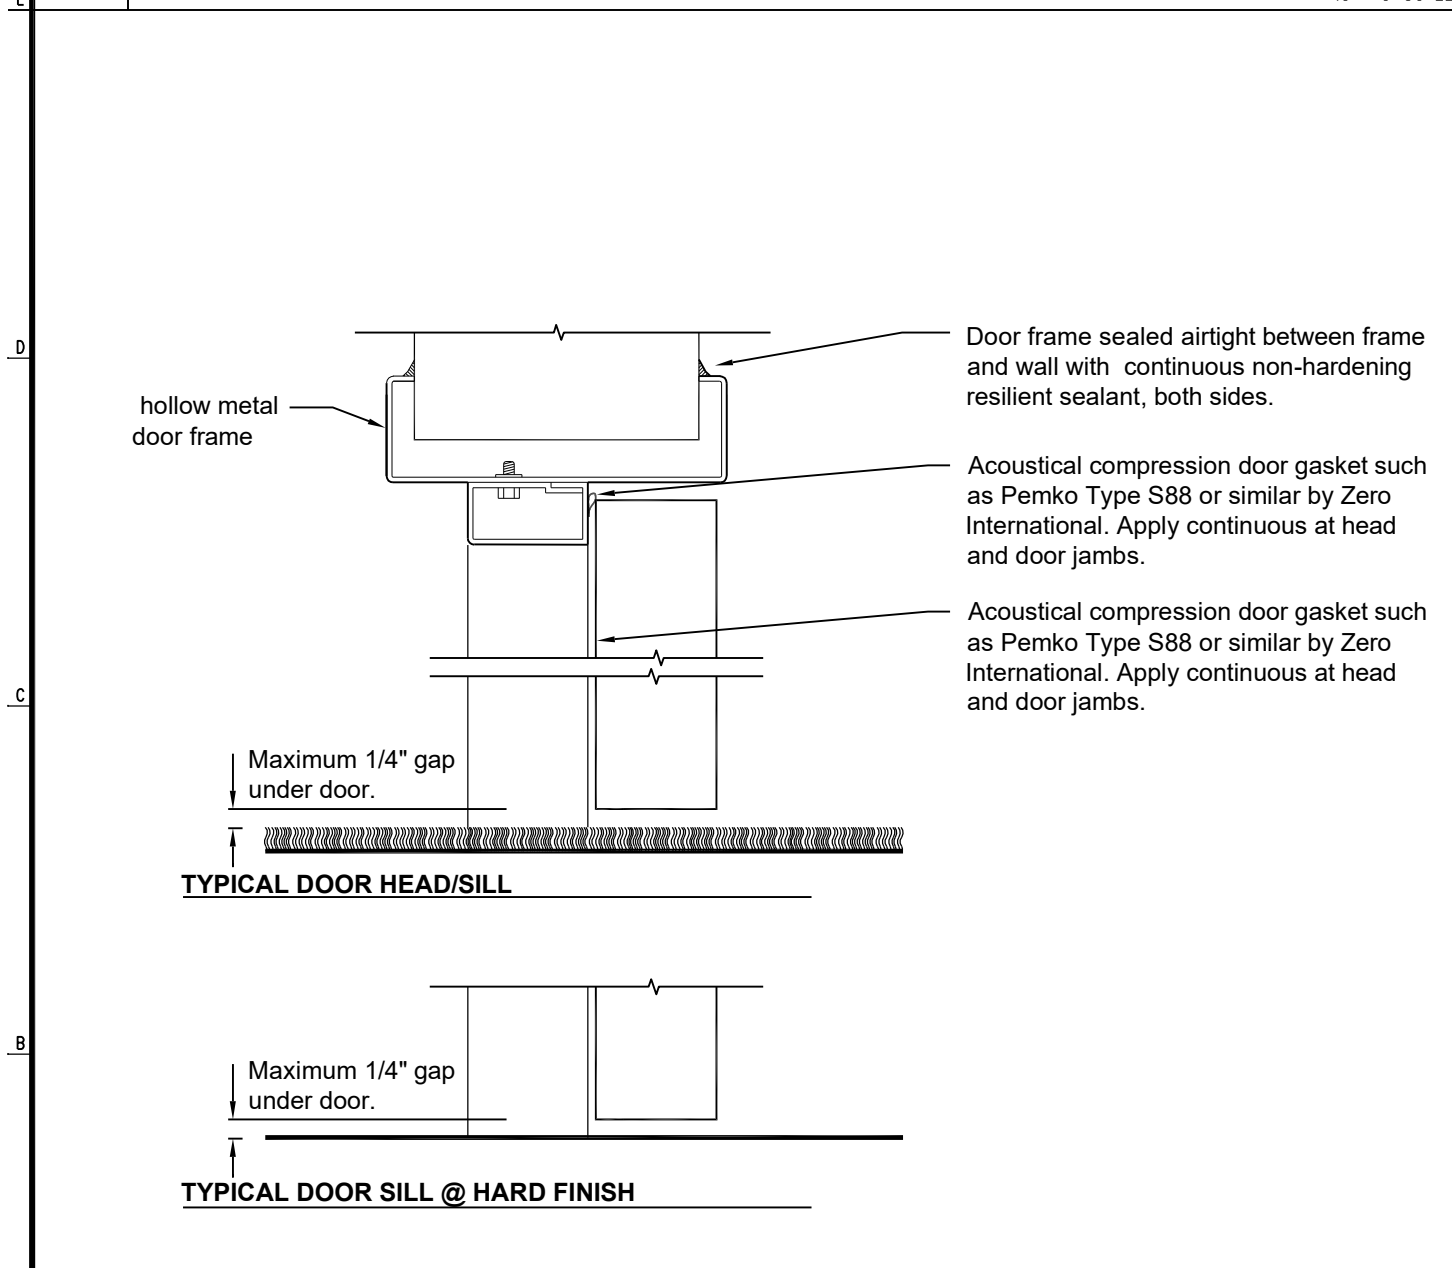 E
D
Door frame sealed airtight between frame
and wall with continuous non-hardening
resilient sealant, both sides.
hollow metal
door frame
Acoustical compression door gasket such
as Pemko Type S88 or similar by Zero
International. Apply continuous at head
and door jambs.
Acoustical compression door gasket such
as Pemko Type S88 or similar by Zero
International. Apply continuous at head
and door jambs.
C
Maximum 1/4" gap
under door.
TYPICAL DOOR HEAD/SILL
B
Maximum 1/4" gap
under door.
TYPICAL DOOR SILL @ HARD FINISH